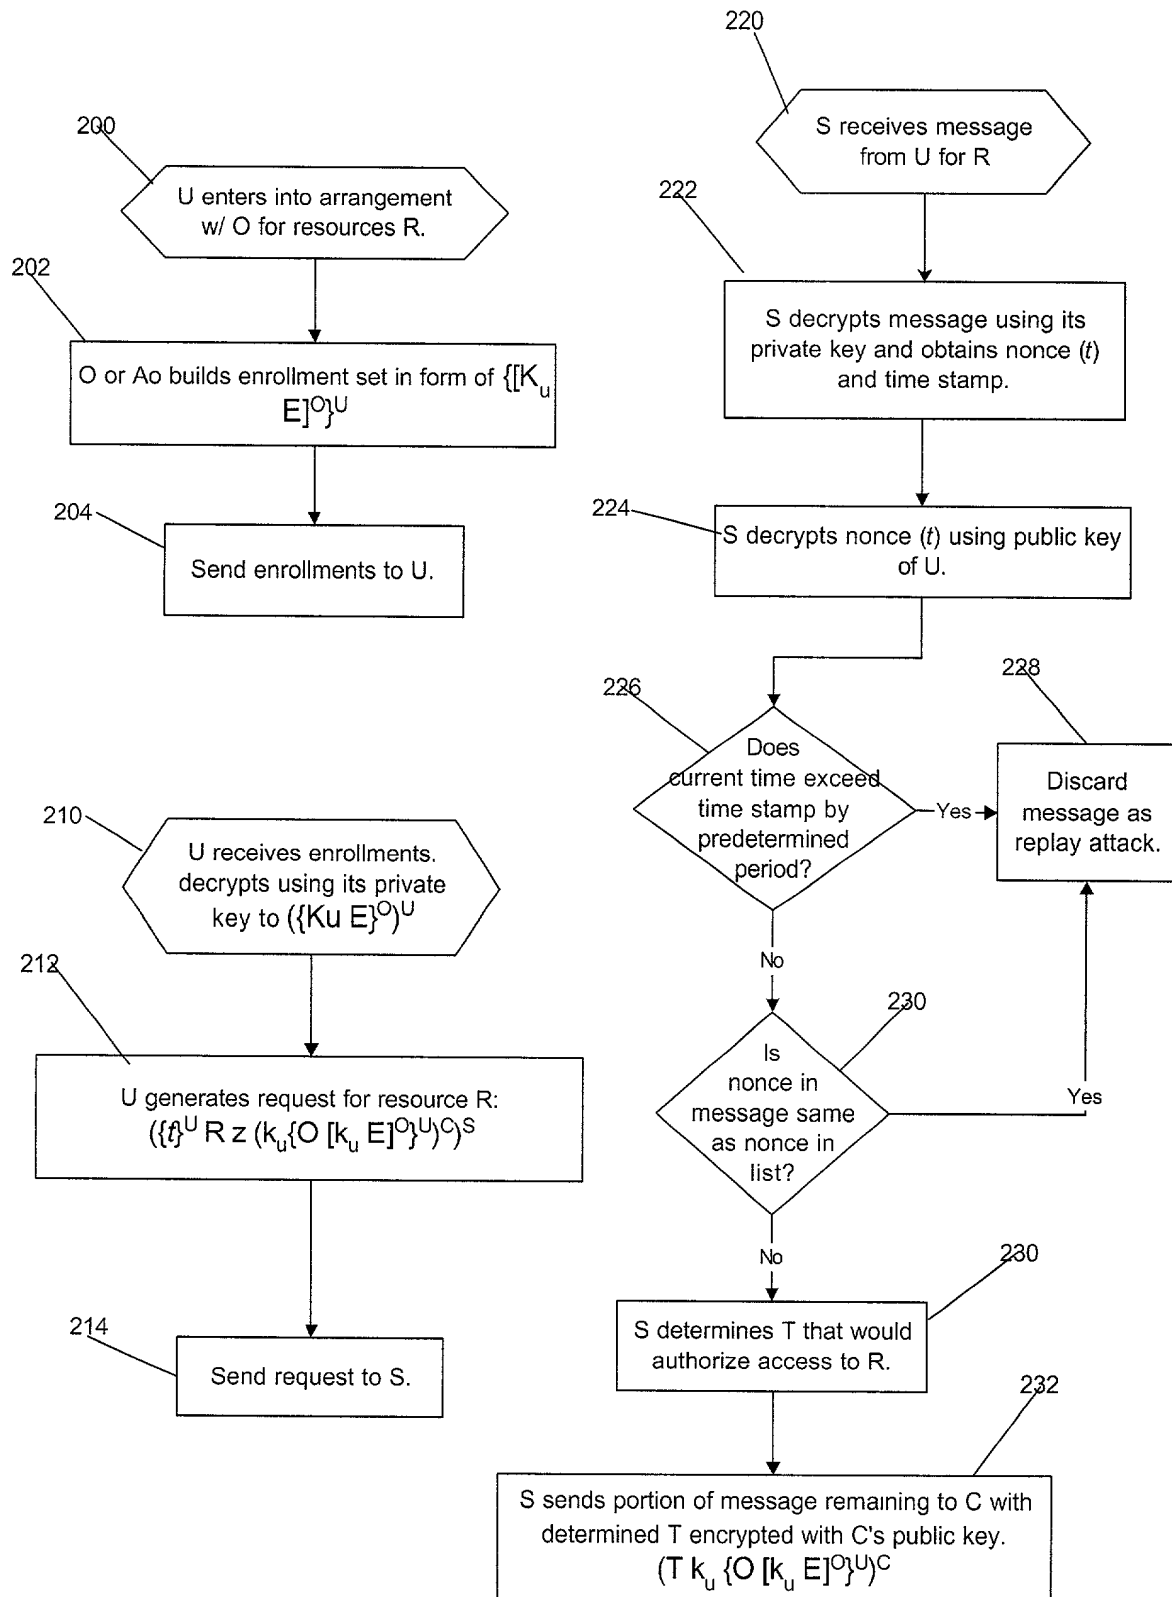 200
U enters into arrangement
w/ O for resources R.
202
O or Ao builds enrollment set in form of {[K_u
E]^O}^U
204
Send enrollments to U.
210
U receives enrollments.
decrypts using its private
key to ({Ku E}^O)^U
212
U generates request for resource R:
({t}^U R z (k_u{O [k_u E]^O}^U)^C)^S
214
Send request to S.
220
S receives message
from U for R
222
S decrypts message using its
private key and obtains nonce (t)
and time stamp.
224
S decrypts nonce (t) using public key
of U.
226
Does
current time exceed
time stamp by
predetermined
period?
Yes
228
Discard
message as
replay attack.
No
230
Is
nonce in
message same
as nonce in
list?
Yes
No
230
S determines T that would
authorize access to R.
232
S sends portion of message remaining to C with
determined T encrypted with C's public key.
(T k_u {O [k_u E]^O}^U)^C